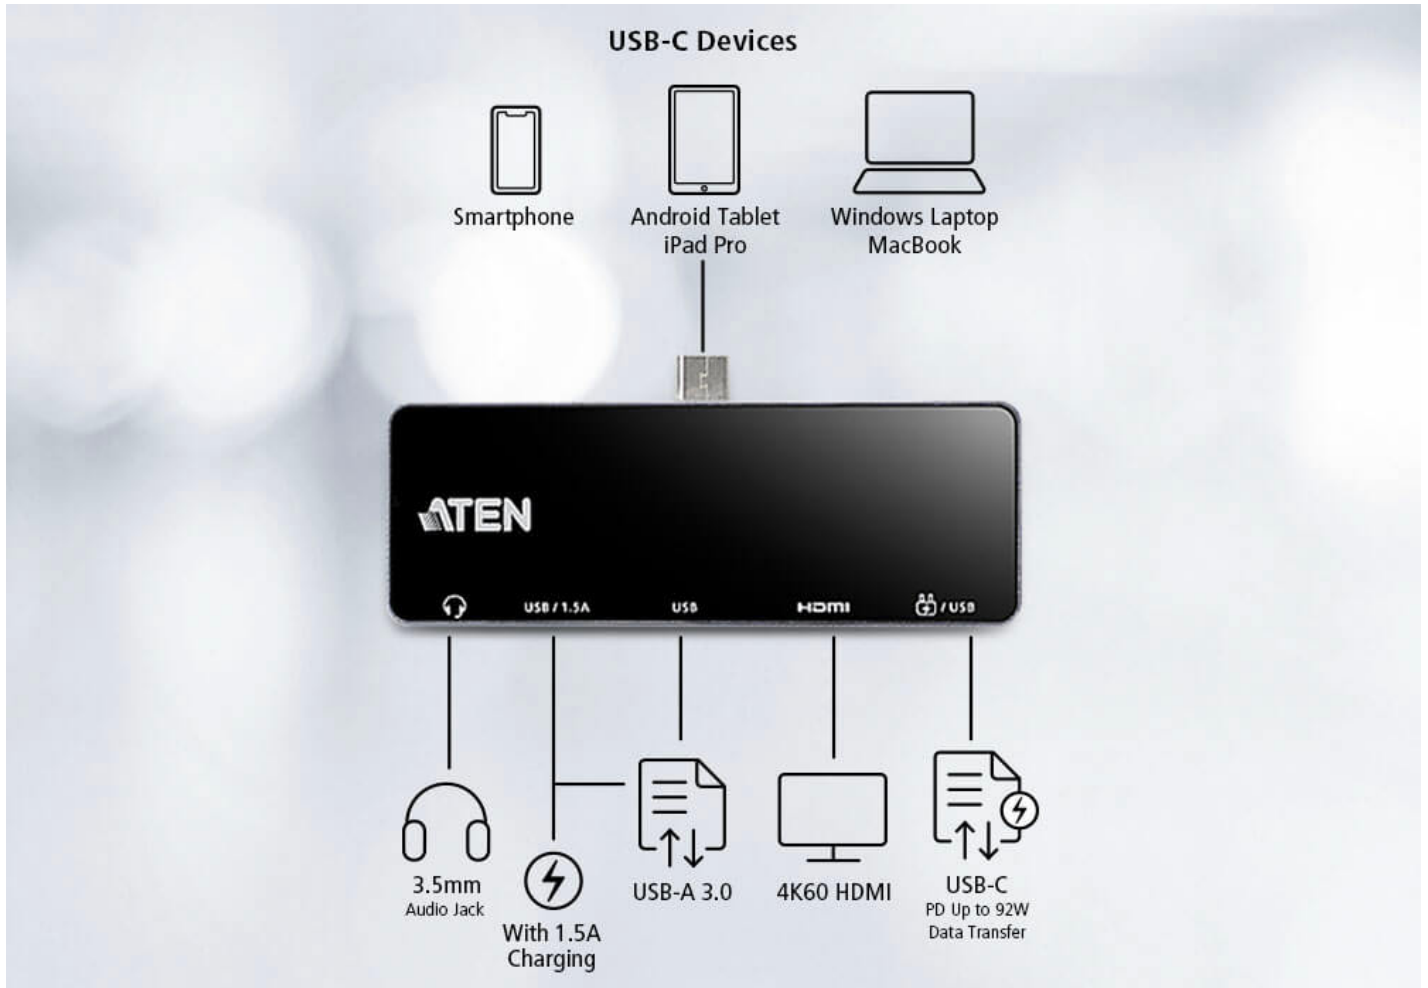 USB-C Devices
Smartphone
Android Tablet
iPad Pro
Windows Laptop
MacBook
ATEN
USB / 1.5A
USB
HDMI
/ USB
3.5mm
Audio Jack
With 1.5A
Charging
USB-A 3.0
4K60 HDMI
USB-C
PD Up to 92W
Data Transfer